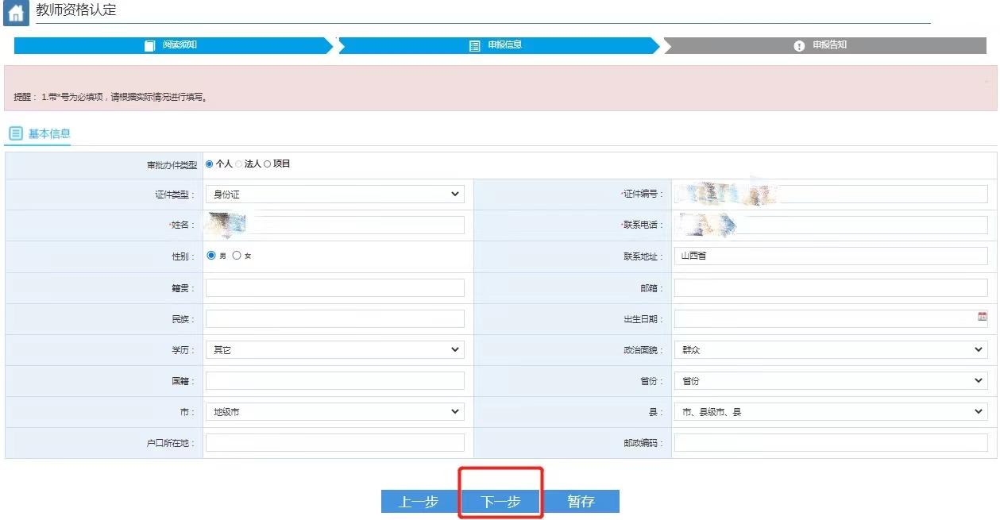 教师资格认定
阅读须知 申报信息 申报告知
提醒： 1.带*号为必填项，请根据实际情况进行填写。
基本信息
审批办件类型 个人 法人 项目
证件类型： 身份证 *证件编号：
*姓名： *联系电话：
性别： 男 女 联系地址： 山西省
籍贯： 邮箱：
民族： 出生日期：
学历： 其它 政治面貌： 群众
国籍： 省份： 省份
市： 地级市 县： 市、县级市、县
户口所在地： 邮政编码：
上一步 下一步 暂存